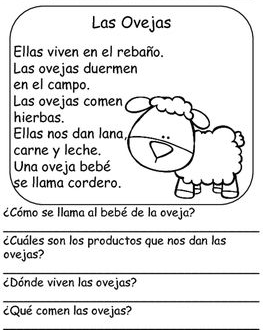 Las Ovejas
Ellas viven en el rebaño.
Las ovejas duermen
en el campo.
Las ovejas comen
hierbas.
Ellas nos dan lana,
carne y leche.
Una oveja bebé
se llama cordero.
¿Cómo se llama al bebé de la oveja?
¿Cuáles son los productos que nos dan las
ovejas?
¿Dónde viven las ovejas?
¿Qué comen las ovejas?